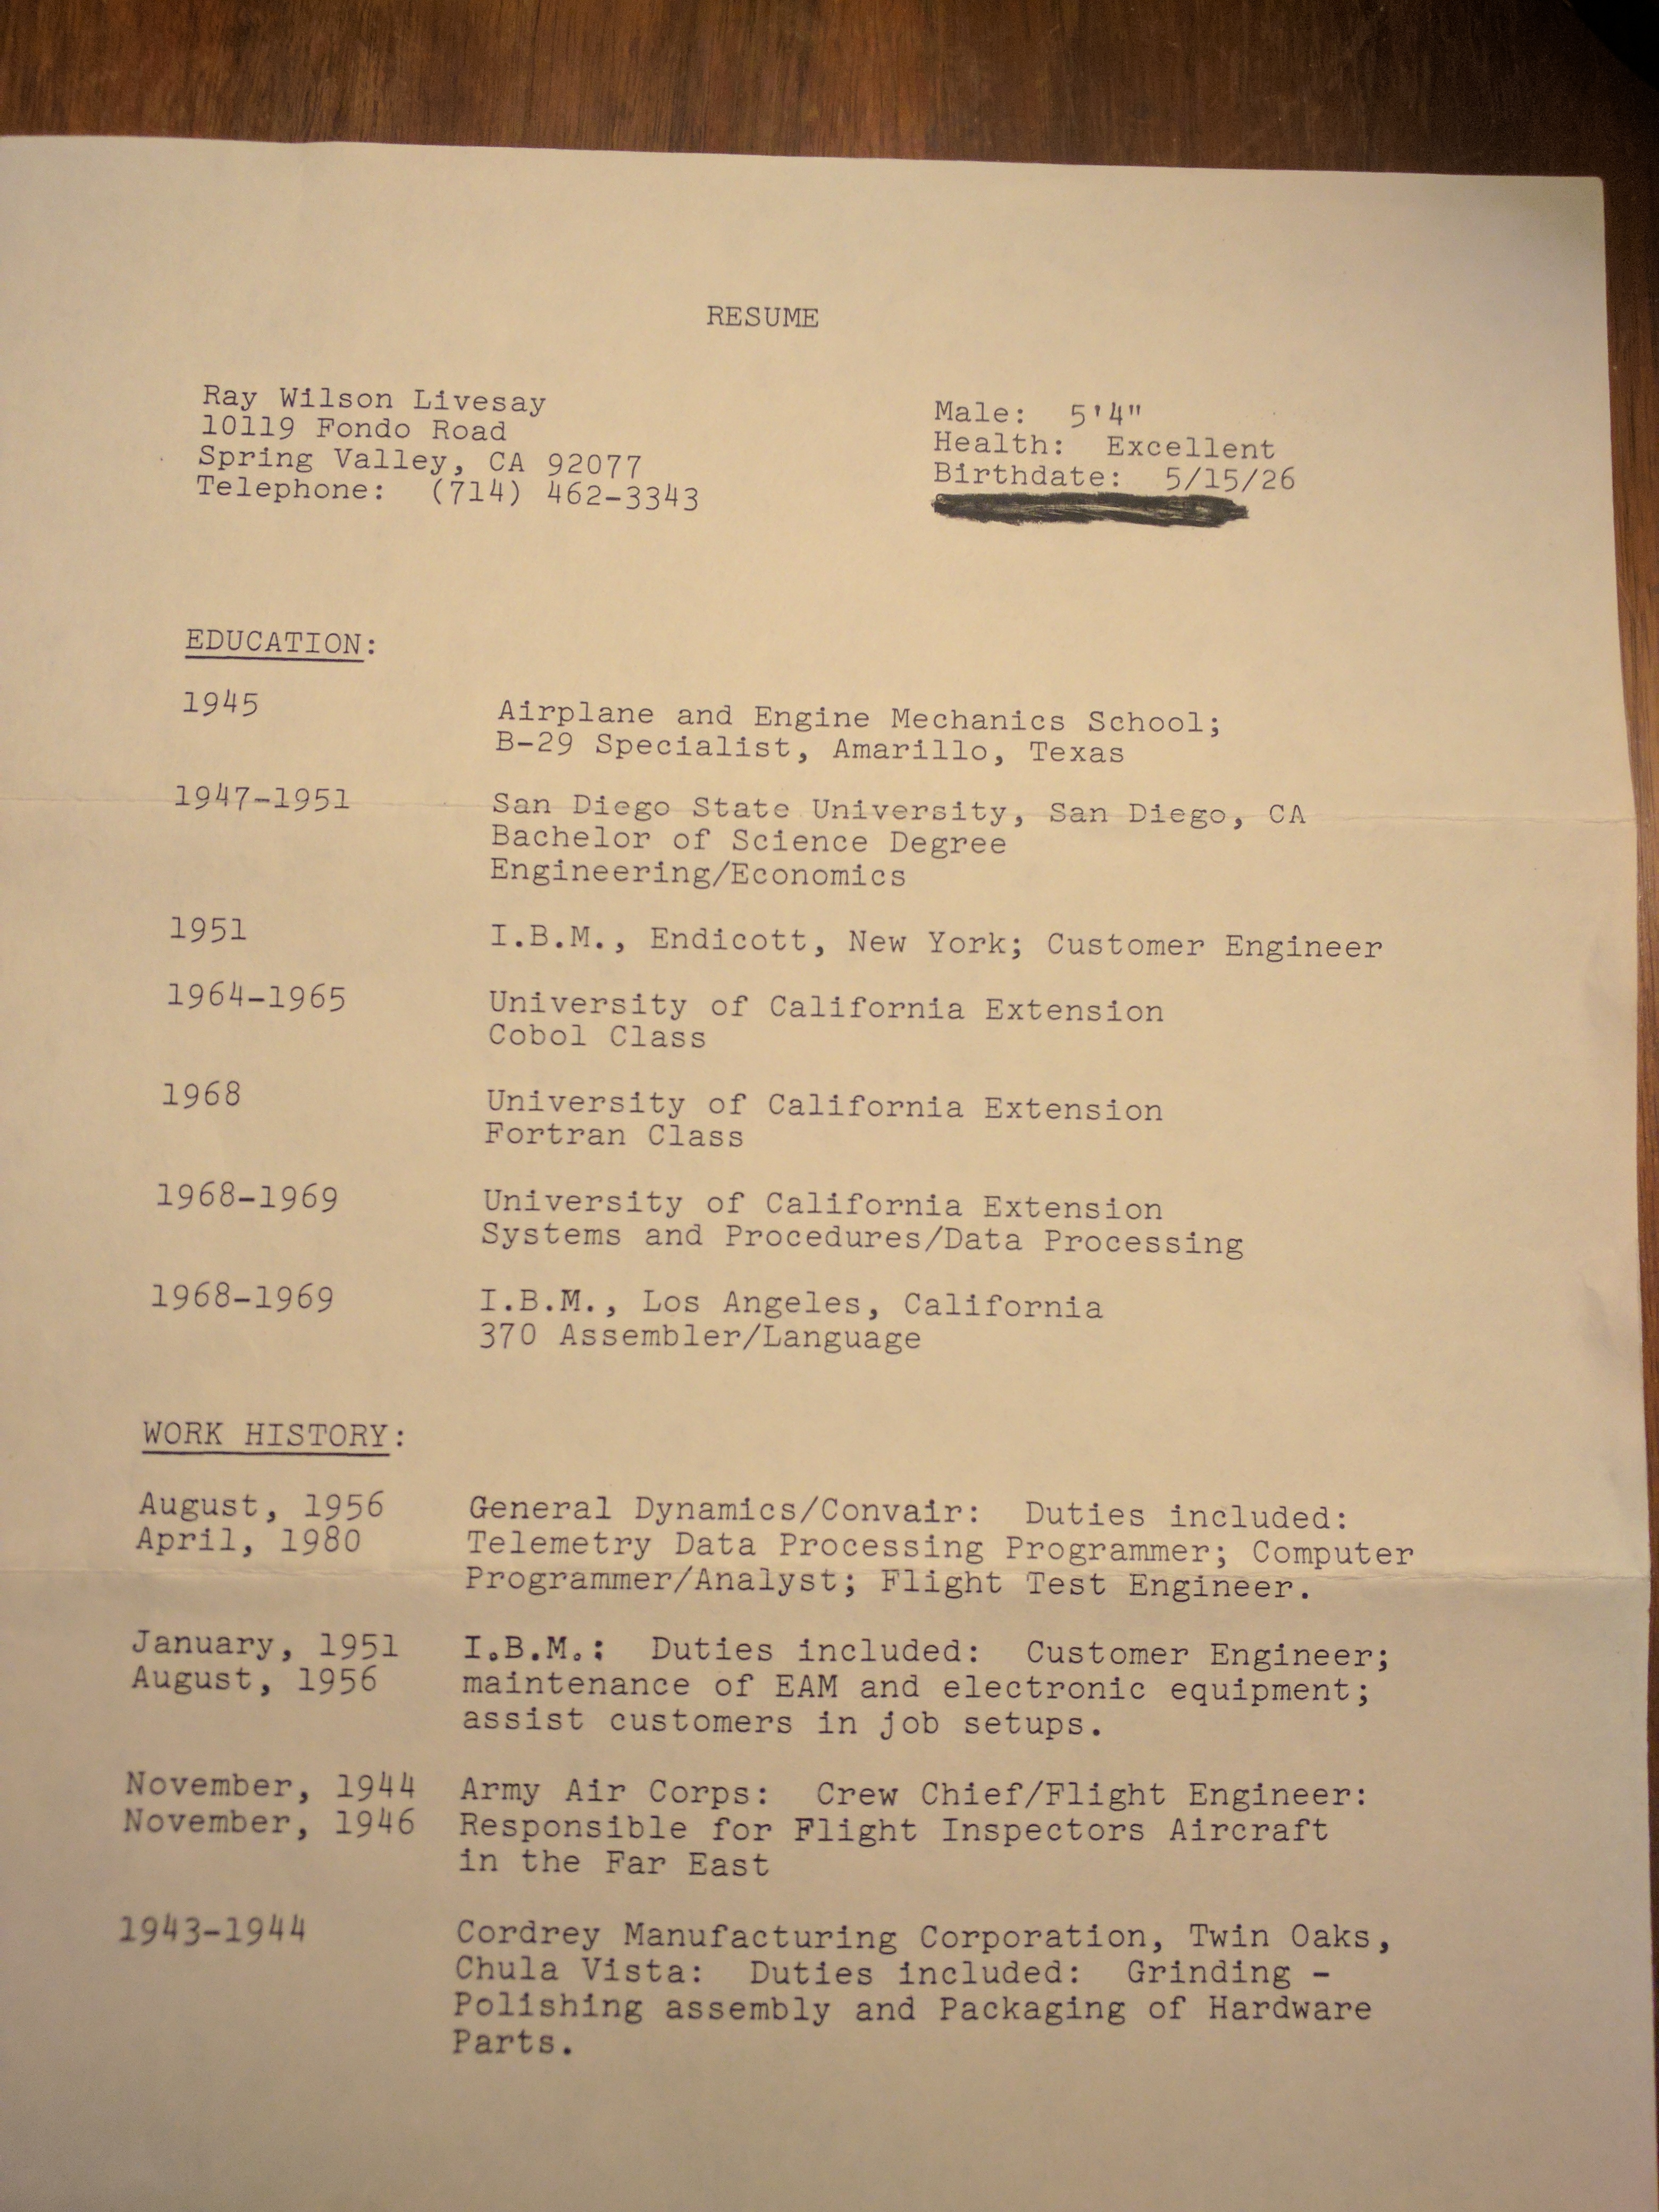 RESUME
Ray Wilson Livesay
10119 Fondo Road
Spring Valley, CA 92077
Telephone: (714) 462-3343
Male: 5'4"
Health: Excellent
Birthdate: 5/15/26
EDUCATION:
1945 Airplane and Engine Mechanics School;
B-29 Specialist, Amarillo, Texas
1947-1951 San Diego State University, San Diego, CA
Bachelor of Science Degree
Engineering/Economics
1951 I.B.M., Endicott, New York; Customer Engineer
1964-1965 University of California Extension
Cobol Class
1968 University of California Extension
Fortran Class
1968-1969 University of California Extension
Systems and Procedures/Data Processing
1968-1969 I.B.M., Los Angeles, California
370 Assembler/Language
WORK HISTORY:
August, 1956 General Dynamics/Convair: Duties included:
April, 1980 Telemetry Data Processing Programmer; Computer
Programmer/Analyst; Flight Test Engineer.
January, 1951 I.B.M.: Duties included: Customer Engineer;
August, 1956 maintenance of EAM and electronic equipment;
assist customers in job setups.
November, 1944 Army Air Corps: Crew Chief/Flight Engineer:
November, 1946 Responsible for Flight Inspectors Aircraft
in the Far East
1943-1944 Cordrey Manufacturing Corporation, Twin Oaks,
Chula Vista: Duties included: Grinding -
Polishing assembly and Packaging of Hardware
Parts.